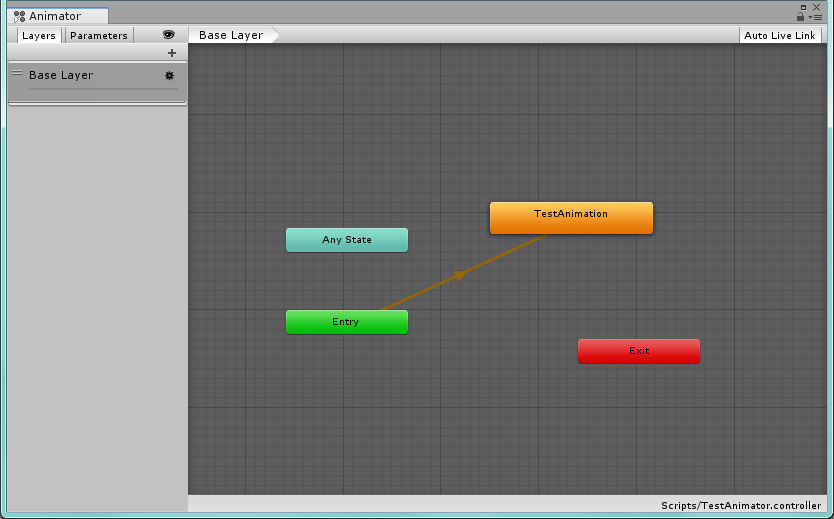 Animator
Layers Parameters
Base Layer
Auto Live Link
Base Layer
TestAnimation
Any State
Entry
Exit
Scripts/TestAnimator.controller